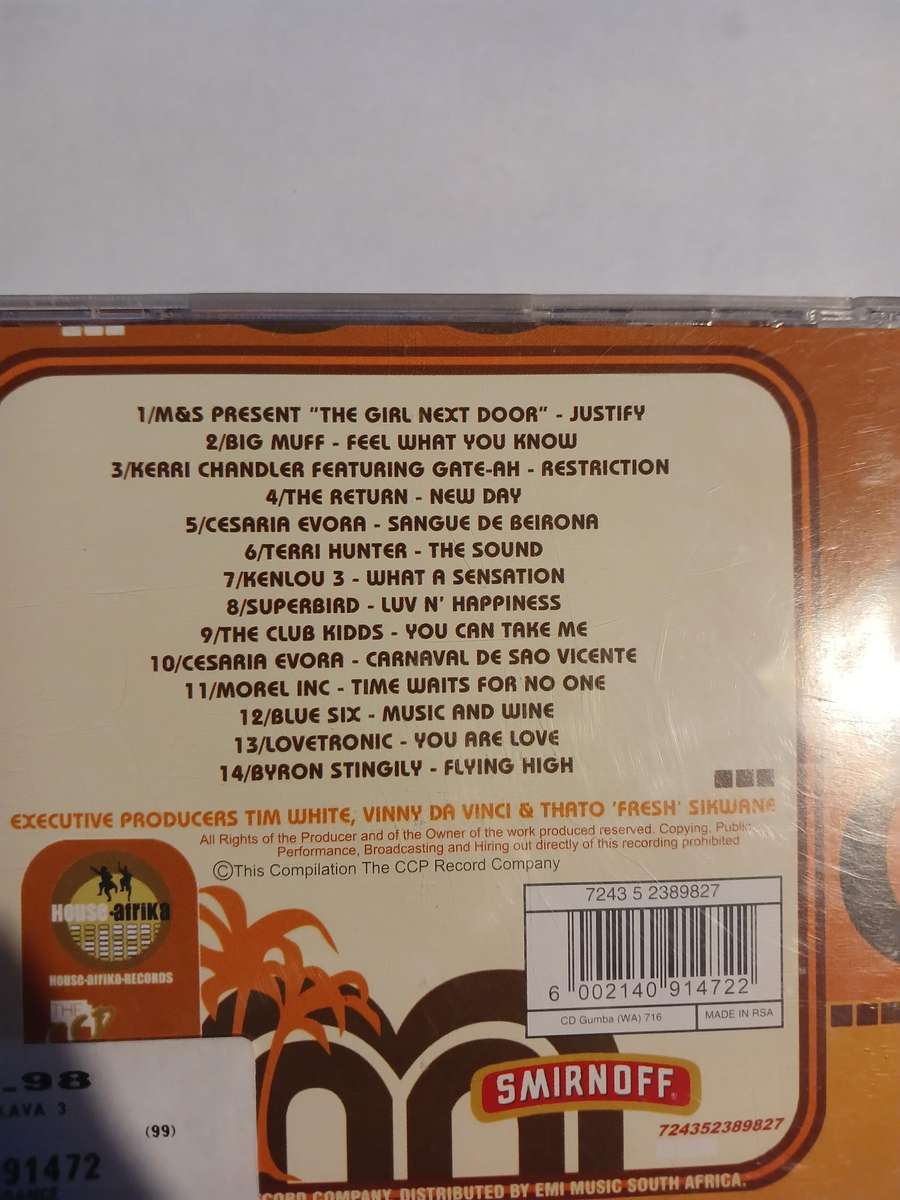 1/M&S PRESENT "THE GIRL NEXT DOOR" - JUSTIFY
2/BIG MUFF - FEEL WHAT YOU KNOW
3/KERRI CHANDLER FEATURING GATE-AH - RESTRICTION
4/THE RETURN - NEW DAY
5/CESARIA EVORA - SANGUE DE BEIRONA
6/TERRI HUNTER - THE SOUND
7/KENLOU 3 - WHAT A SENSATION
8/SUPERBIRD - LUV N' HAPPINESS
9/THE CLUB KIDDS - YOU CAN TAKE ME
10/CESARIA EVORA - CARNAVAL DE SAO VICENTE
11/MOREL INC - TIME WAITS FOR NO ONE
12/BLUE SIX - MUSIC AND WINE
13/LOVETRONIC - YOU ARE LOVE
14/BYRON STINGILY - FLYING HIGH
EXECUTIVE PRODUCERS TIM WHITE, VINNY DA VINCI & THATO 'FRESH' SIKWANE
All Rights of the Producer and of the Owner of the work produced reserved. Copying. Public
Performance, Broadcasting and Hiring out directly of this recording prohibited
©This Compilation The CCP Record Company
HOUSE-AFRIKA
HOUSE-AFRIKA-RECORDS
THE
7243 5 2389827
6 002140 914722
CD Gumba (WA) 716
MADE IN RSA
SMIRNOFF
724352389827
.98
KAVA 3
(99)
91472
CORD COMPANY. DISTRIBUTED BY EMI MUSIC SOUTH AFRICA.